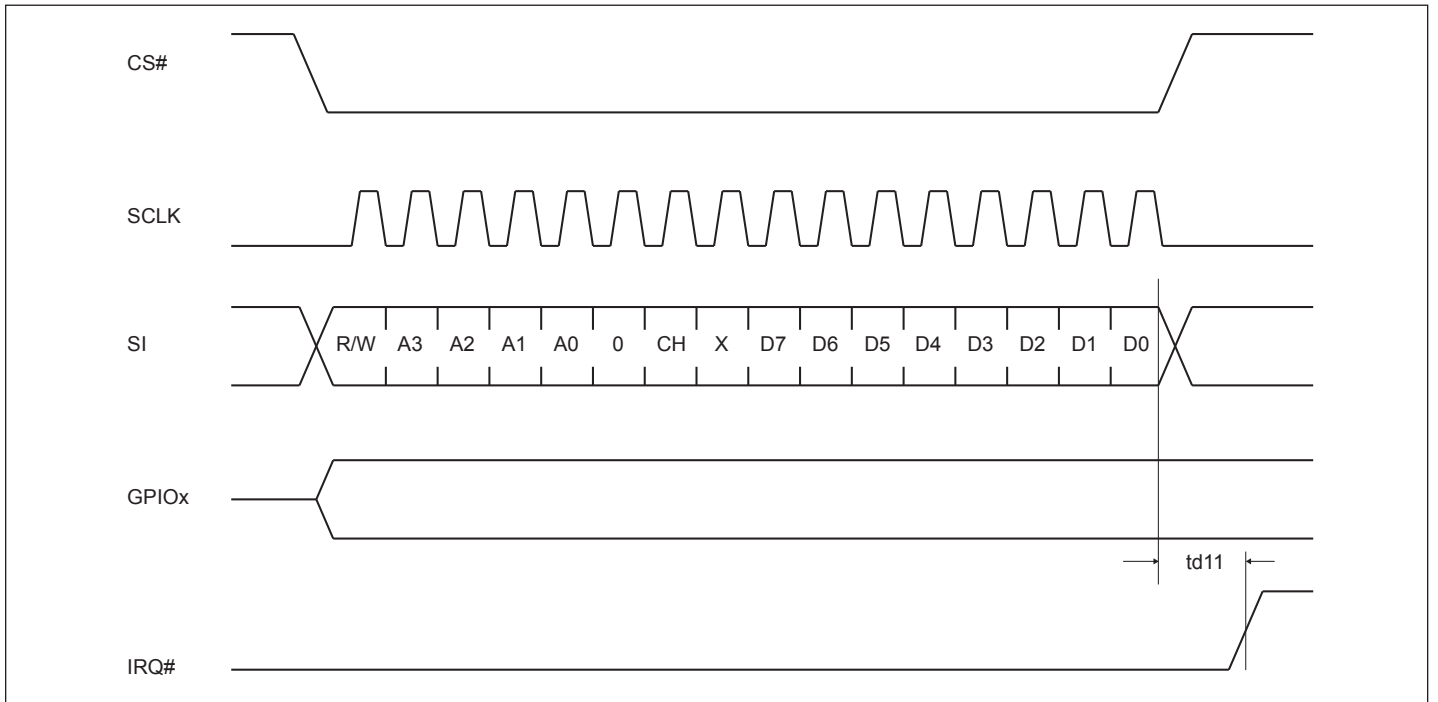 CS#
SCLK
SI
R/W A3 A2 A1 A0 0 CH X D7 D6 D5 D4 D3 D2 D1 D0
GPIOx
td11
IRQ#